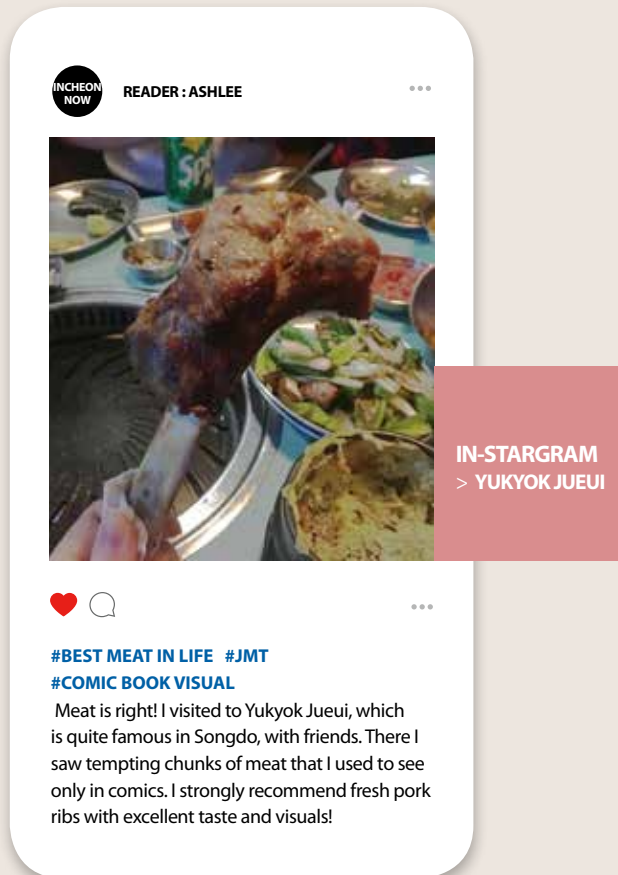 INCHEON
NOW
READER : ASHLEE
IN-STARGRAM
> YUKYOK JUEUI
#BEST MEAT IN LIFE #JMT
#COMIC BOOK VISUAL
Meat is right! I visited to Yukyok Jueui, which
is quite famous in Songdo, with friends. There I
saw tempting chunks of meat that I used to see
only in comics. I strongly recommend fresh pork
ribs with excellent taste and visuals!